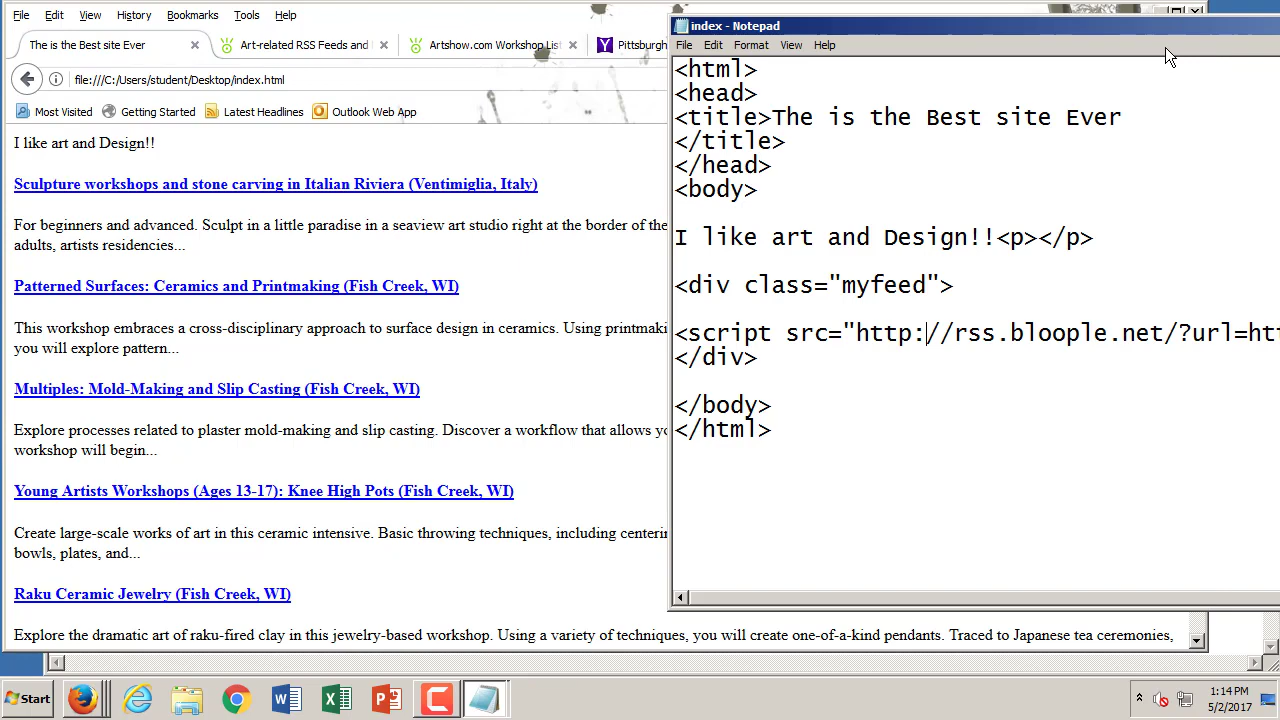 File Edit View History Bookmarks Tools Help
The is the Best site Ever
Art-related RSS Feeds and
Artshow.com Workshop List
Pittsburgh
file:///C:/Users/student/Desktop/index.html
Most Visited Getting Started Latest Headlines Outlook Web App
I like art and Design!!
Sculpture workshops and stone carving in Italian Riviera (Ventimiglia, Italy)
For beginners and advanced. Sculpt in a little paradise in a seaview art studio right at the border of the
adults, artists residencies...
Patterned Surfaces: Ceramics and Printmaking (Fish Creek, WI)
This workshop embraces a cross-disciplinary approach to surface design in ceramics. Using printmaki
you will explore pattern...
Multiples: Mold-Making and Slip Casting (Fish Creek, WI)
Explore processes related to plaster mold-making and slip casting. Discover a workflow that allows yo
workshop will begin...
Young Artists Workshops (Ages 13-17): Knee High Pots (Fish Creek, WI)
Create large-scale works of art in this ceramic intensive. Basic throwing techniques, including centerin
bowls, plates, and...
Raku Ceramic Jewelry (Fish Creek, WI)
Explore the dramatic art of raku-fired clay in this jewelry-based workshop. Using a variety of techniques, you will create one-of-a-kind pendants. Traced to Japanese tea ceremonies,
index - Notepad
File Edit Format View Help
<html>
<head>
<title>The is the Best site Ever
</title>
</head>
<body>
I like art and Design!!<p></p>
<div class="myfeed">
<script src="http://rss.bloople.net/?url=htt
</div>
</body>
</html>
Start
1:14 PM
5/2/2017